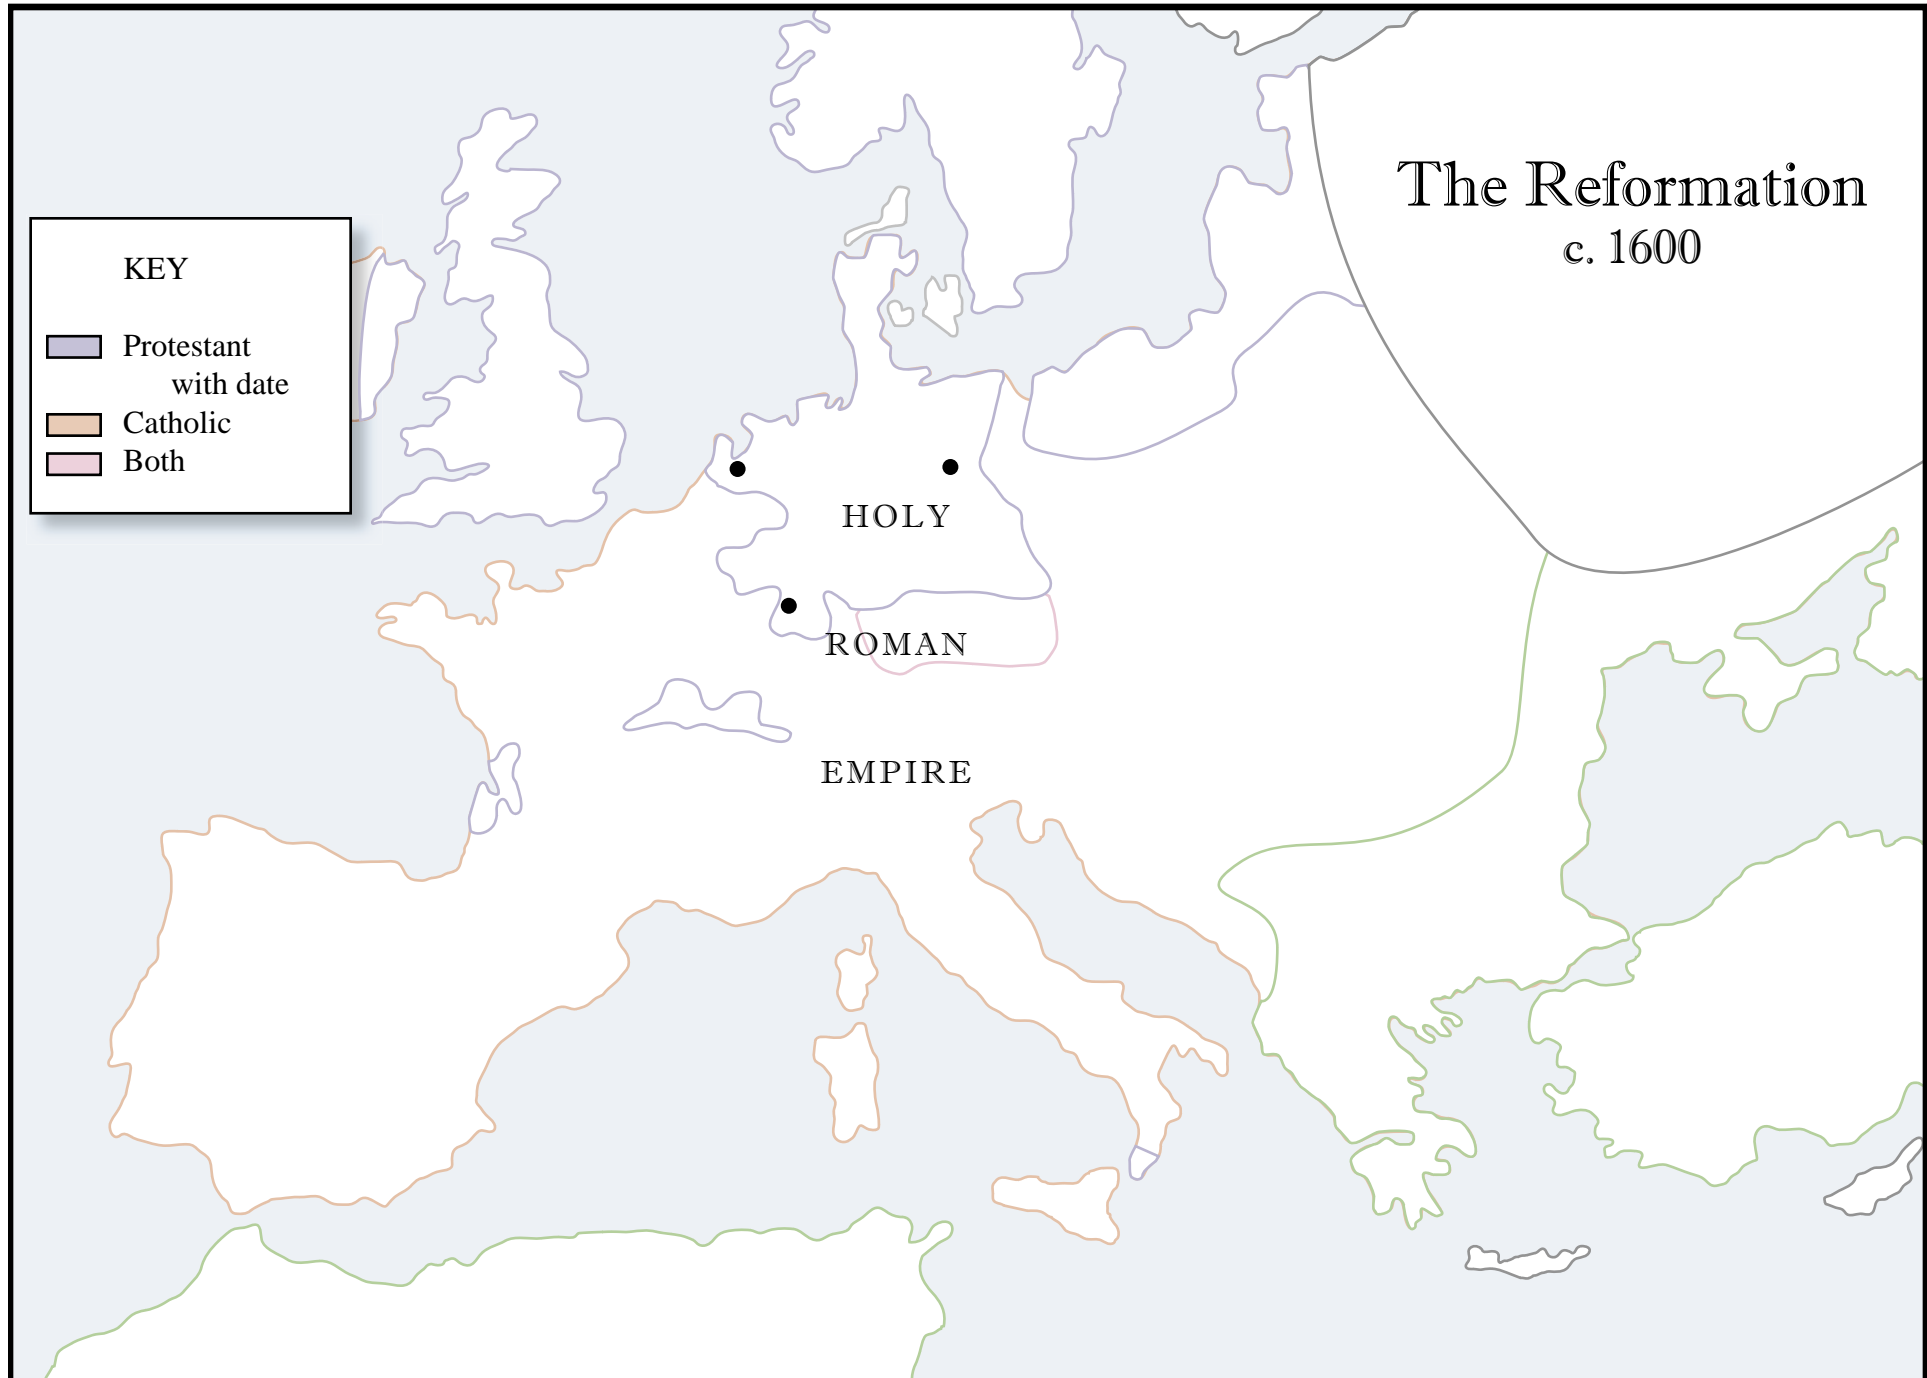 The Reformation
c. 1600
KEY
Protestant
with date
Catholic
Both
HOLY
ROMAN
EMPIRE